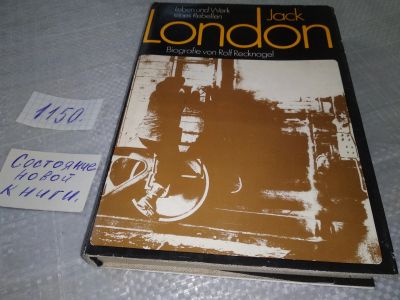 Leben und Werk
eines Rebellen
Jack
London
Biografie von Rolf Recknagel
1150.
Состояние
новой
книги.